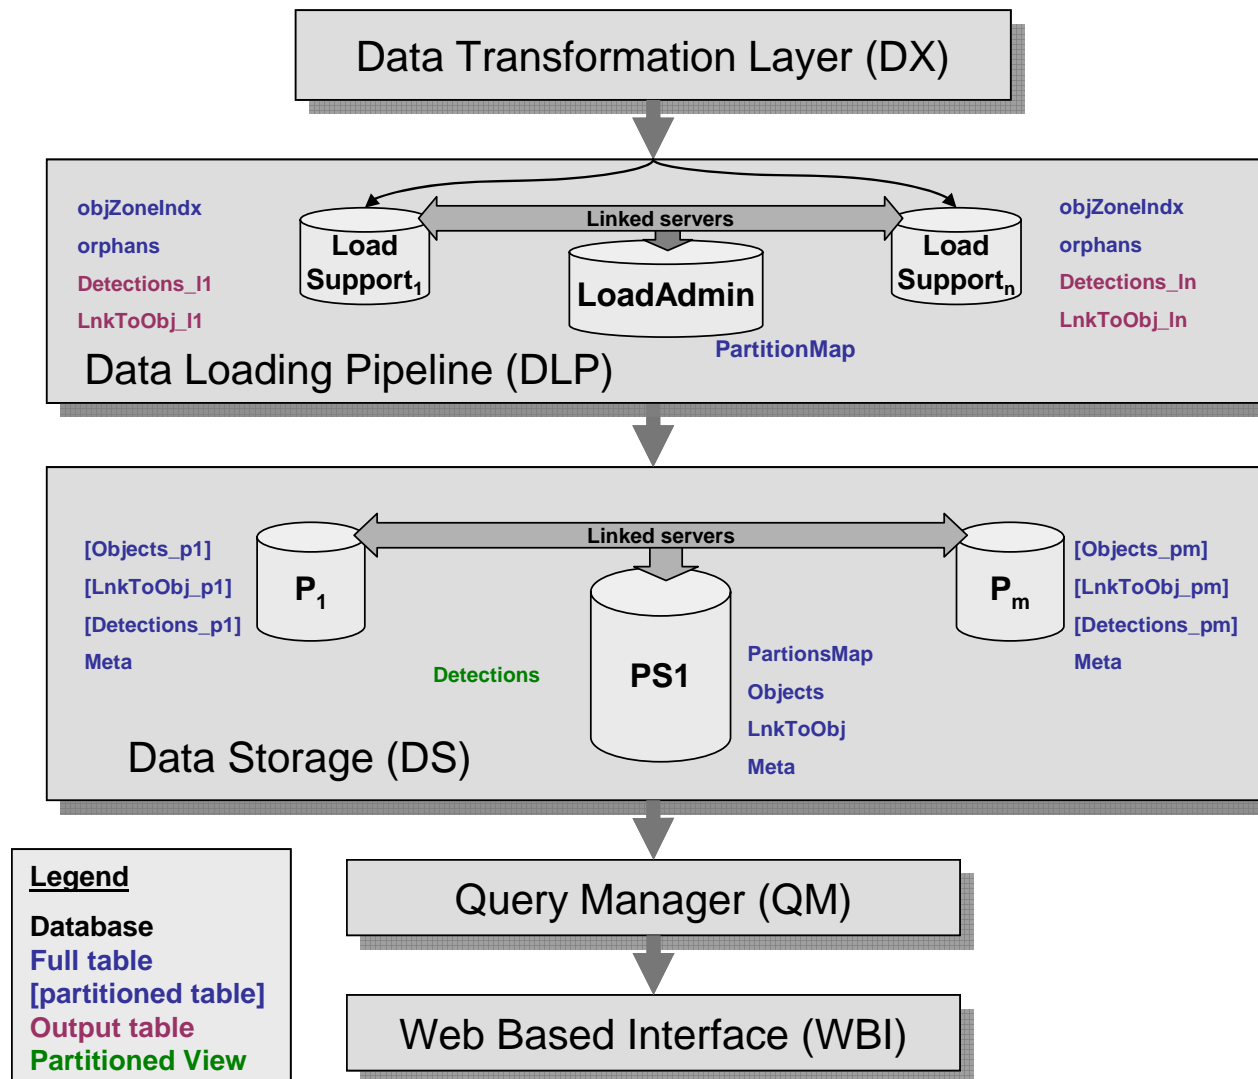 Data Transformation Layer (DX)
objZoneIndx
orphans
Detections_l1
LnkToObj_l1
Load
Support1
Linked servers
LoadAdmin
PartitionMap
Load
Supportn
objZoneIndx
orphans
Detections_ln
LnkToObj_ln
Data Loading Pipeline (DLP)
[Objects_p1]
[LnkToObj_p1]
[Detections_p1]
Meta
P1
Linked servers
Detections
PS1
PartionsMap
Objects
LnkToObj
Meta
Pm
[Objects_pm]
[LnkToObj_pm]
[Detections_pm]
Meta
Data Storage (DS)
Legend
Database
Full table
[partitioned table]
Output table
Partitioned View
Query Manager (QM)
Web Based Interface (WBI)